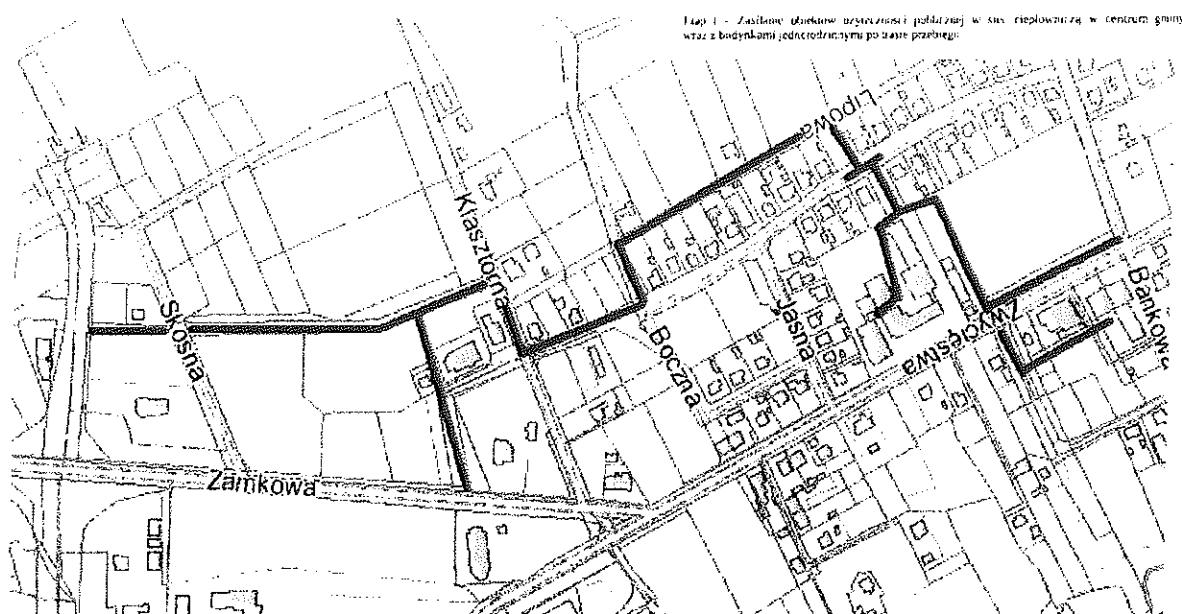 Etap I - Zasilanie obiektów użyteczności publicznej w sieć ciepłowniczą w centrum gminy
wraz z budynkami jednorodzinnymi po trasie przebiegu
Lipowa
Klasztorna
Skośna
Jasna
Boczna
Zwycięstwa
Bankowa
Zamkowa